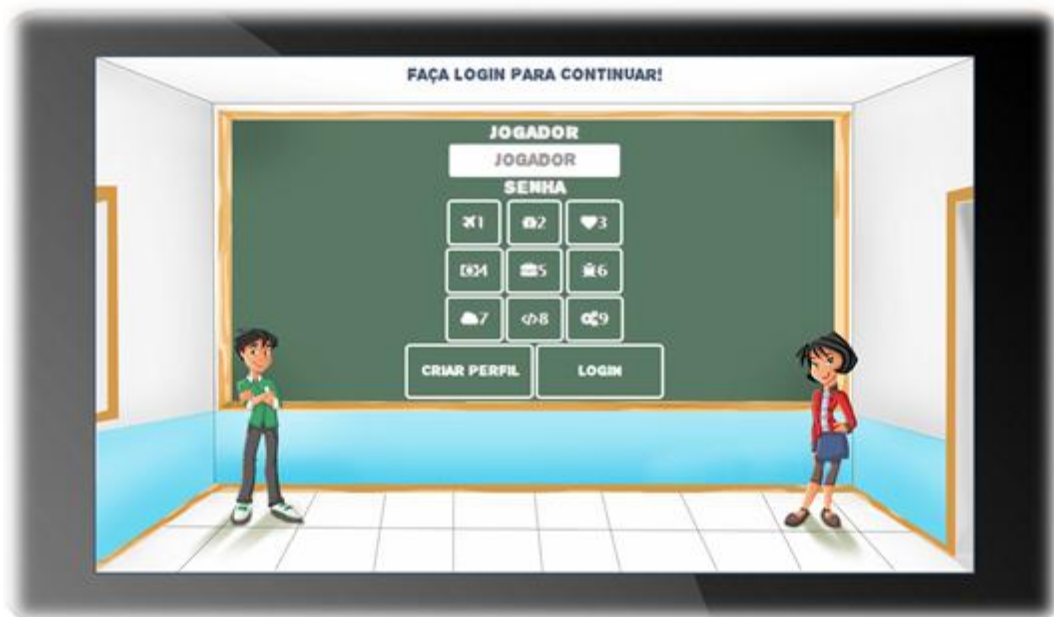 FAÇA LOGIN PARA CONTINUAR!
JOGADOR
JOGADOR
SENHA
1 2 3
4 5 6
7 8 9
CRIAR PERFIL LOGIN